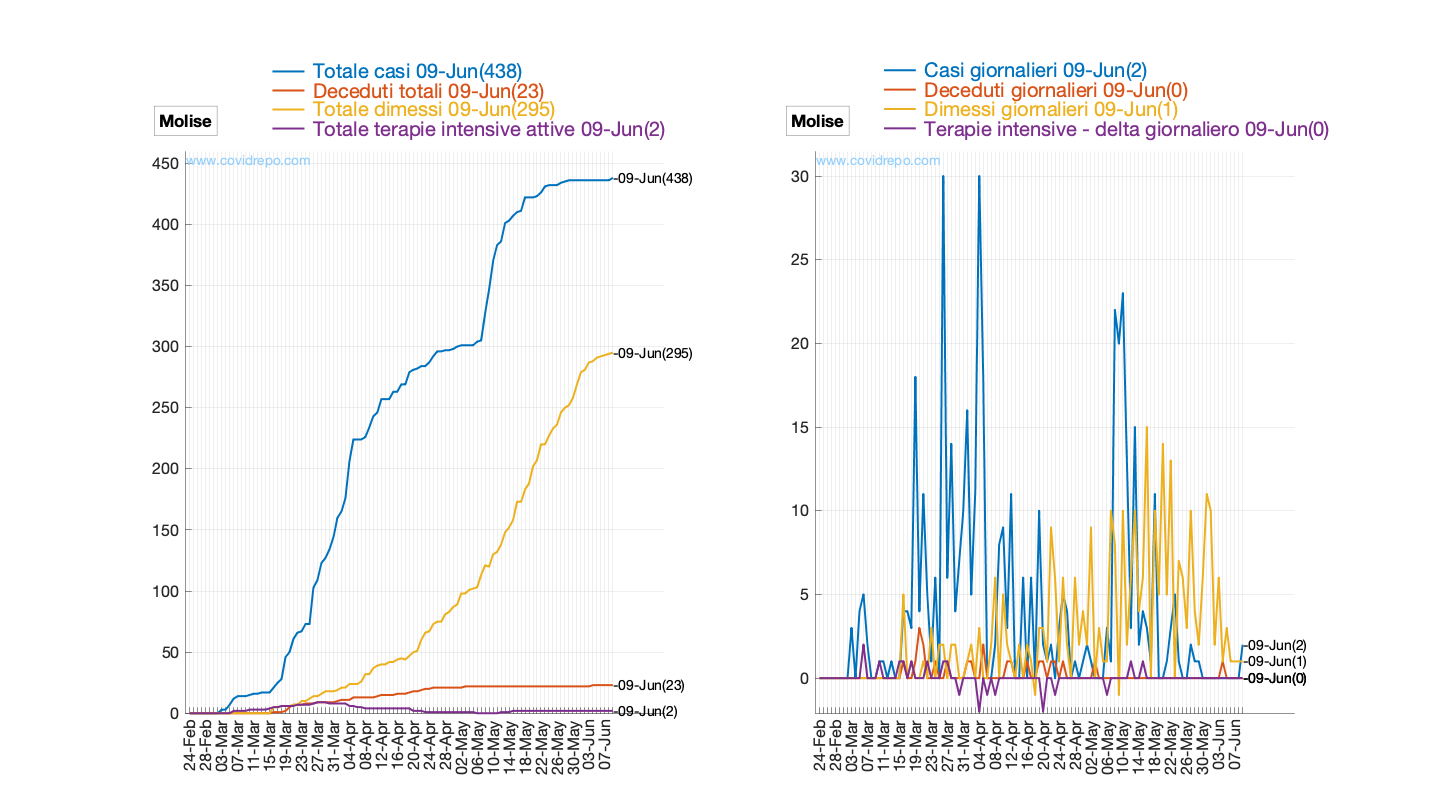 Totale casi 09-Jun(438)
Deceduti totali 09-Jun(23)
Totale dimessi 09-Jun(295)
Totale terapie intensive attive 09-Jun(2)
Molise
www.covidrepo.com
450
400
350
300
250
200
150
100
50
0
-09-Jun(438)
-09-Jun(295)
-09-Jun(23)
-09-Jun(2)
24-Feb
28-Feb
03-Mar
07-Mar
11-Mar
15-Mar
19-Mar
23-Mar
27-Mar
31-Mar
04-Apr
08-Apr
12-Apr
16-Apr
20-Apr
24-Apr
28-Apr
02-May
06-May
10-May
14-May
18-May
22-May
26-May
30-May
03-Jun
07-Jun
Casi giornalieri 09-Jun(2)
Deceduti giornalieri 09-Jun(0)
Dimessi giornalieri 09-Jun(1)
Terapie intensive - delta giornaliero 09-Jun(0)
Molise
www.covidrepo.com
30
25
20
15
10
5
0
-09-Jun(2)
-09-Jun(1)
-09-Jun(0)
24-Feb
28-Feb
03-Mar
07-Mar
11-Mar
15-Mar
19-Mar
23-Mar
27-Mar
31-Mar
04-Apr
08-Apr
12-Apr
16-Apr
20-Apr
24-Apr
28-Apr
02-May
06-May
10-May
14-May
18-May
22-May
26-May
30-May
03-Jun
07-Jun